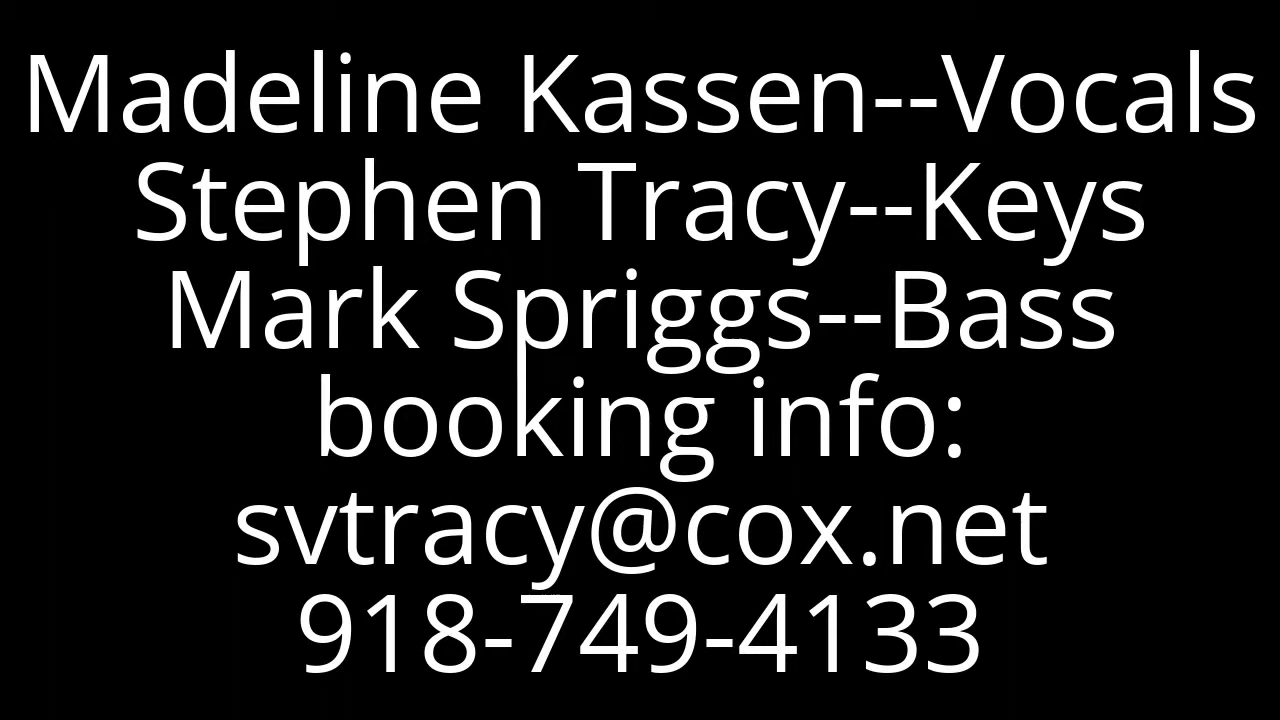 Madeline Kassen--Vocals
Stephen Tracy--Keys
Mark Spriggs--Bass
booking info:
svtracy@cox.net
918-749-4133